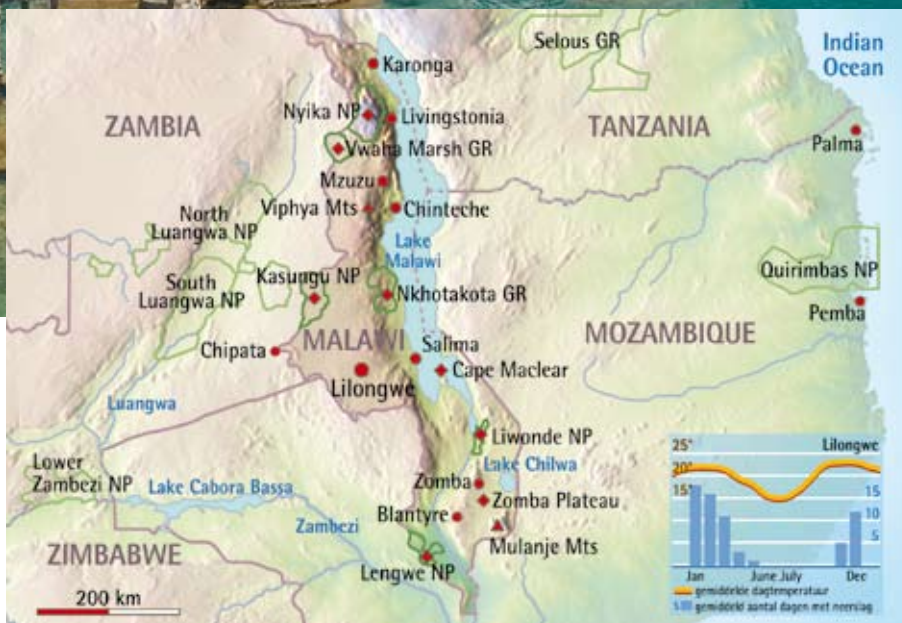 Selous GR
Indian
Ocean
Karonga
Nyika NP
Livingstonia
ZAMBIA
TANZANIA
Palma
Vwaha Marsh GR
Mzuzu
Viphya Mts
Chinteche
North
Luangwa NP
Lake
Malawi
Quirimbas NP
South
Luangwa NP
Kasungu NP
Nkhotakota GR
Pemba
MALAWI
MOZAMBIQUE
Chipata
Salima
Lilongwe
Cape Maclear
Luangwa
Liwonde NP
Lower
Zambezi NP
Lake Cabora Bassa
Zomba
Lake Chilwa
Zomba Plateau
Zambezi
Blantyre
Mulanje Mts
ZIMBABWE
Lengwe NP
200 km
25°
Lilongwe
20°
15°
15
10
5
Jan
June July
Dec
gemiddelde dagtemperatuur
5 gemiddeld aantal dagen met neerslag